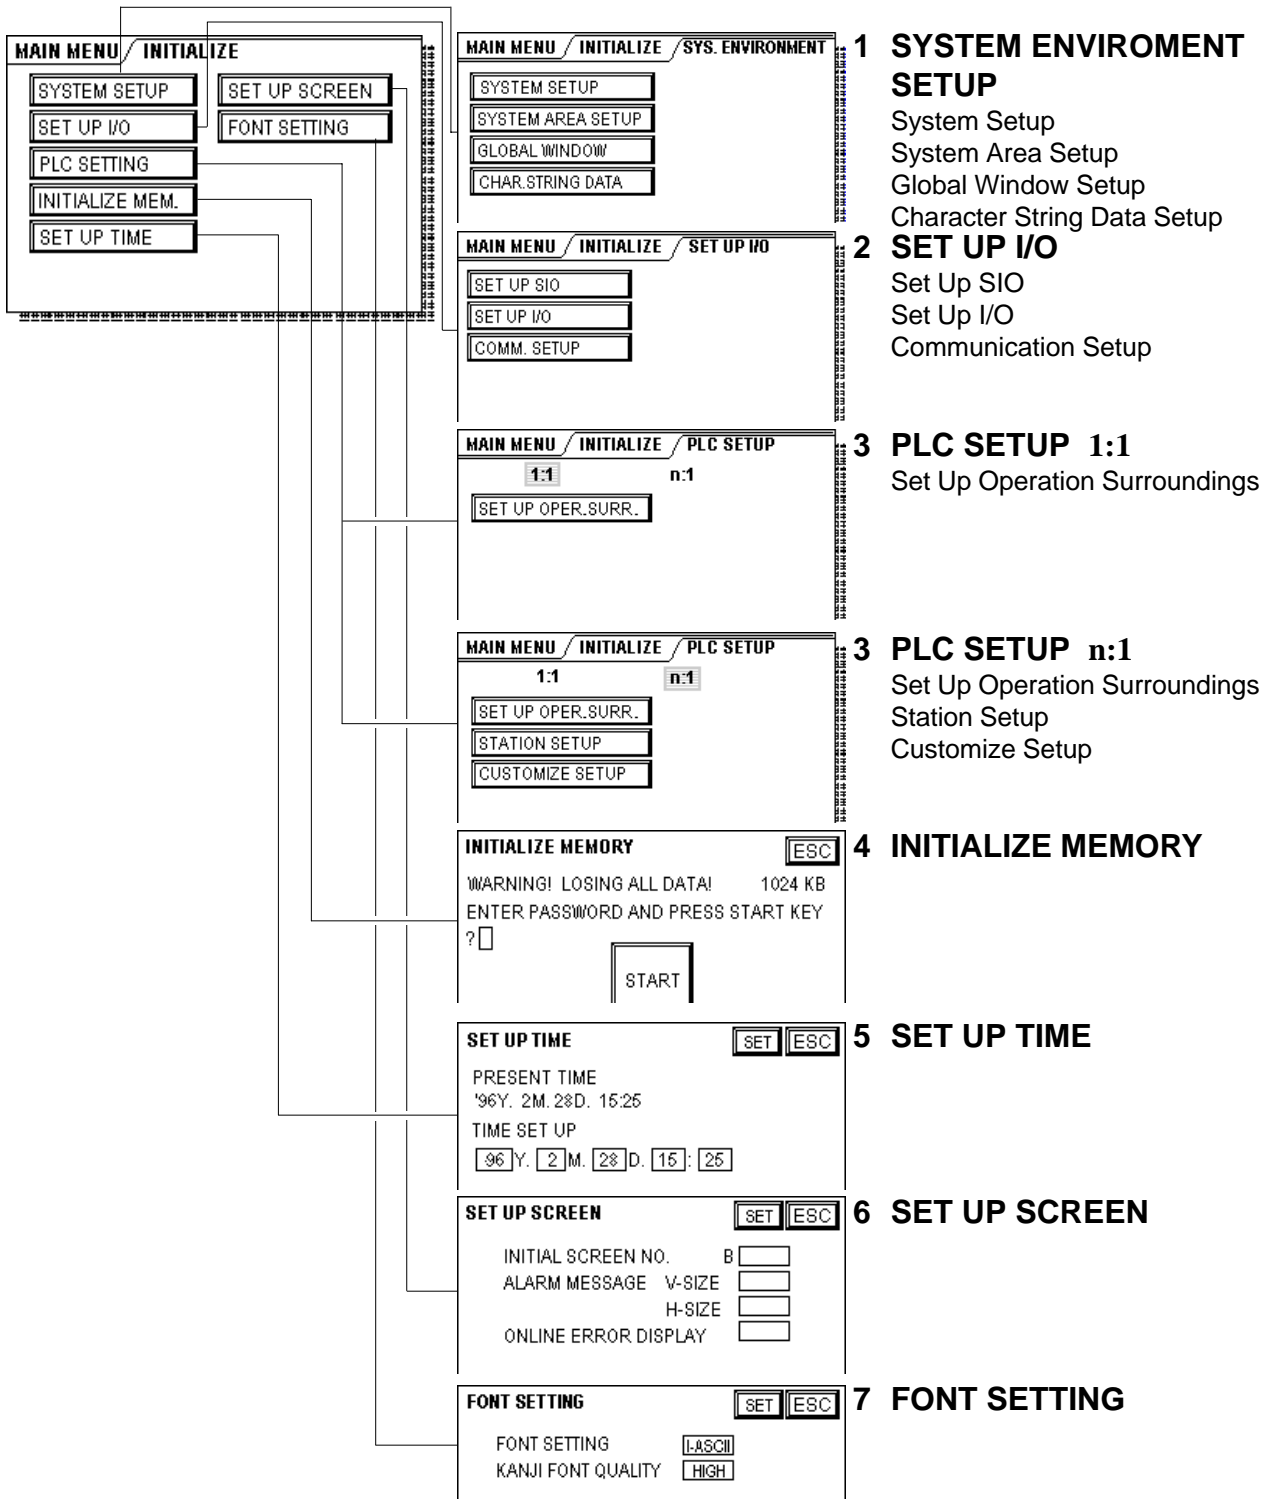 MAIN MENU / INITIALIZE
SYSTEM SETUP
SET UP SCREEN
SET UP I/O
FONT SETTING
PLC SETTING
INITIALIZE MEM.
SET UP TIME
MAIN MENU / INITIALIZE / SYS. ENVIRONMENT
SYSTEM SETUP
SYSTEM AREA SETUP
GLOBAL WINDOW
CHAR.STRING DATA
1 SYSTEM ENVIROMENT
SETUP
System Setup
System Area Setup
Global Window Setup
Character String Data Setup
MAIN MENU / INITIALIZE / SET UP I/O
SET UP SIO
SET UP I/O
COMM. SETUP
2 SET UP I/O
Set Up SIO
Set Up I/O
Communication Setup
MAIN MENU / INITIALIZE / PLC SETUP
1:1 n:1
SET UP OPER.SURR.
3 PLC SETUP 1:1
Set Up Operation Surroundings
MAIN MENU / INITIALIZE / PLC SETUP
1:1 n:1
SET UP OPER.SURR.
STATION SETUP
CUSTOMIZE SETUP
3 PLC SETUP n:1
Set Up Operation Surroundings
Station Setup
Customize Setup
INITIALIZE MEMORY ESC
WARNING! LOSING ALL DATA! 1024 KB
ENTER PASSWORD AND PRESS START KEY
?
START
4 INITIALIZE MEMORY
SET UP TIME SET ESC
PRESENT TIME
'96Y. 2M. 28D. 15:25
TIME SET UP
96 Y. 2 M. 28 D. 15 : 25
5 SET UP TIME
SET UP SCREEN SET ESC
INITIAL SCREEN NO. B
ALARM MESSAGE V-SIZE
H-SIZE
ONLINE ERROR DISPLAY
6 SET UP SCREEN
FONT SETTING SET ESC
FONT SETTING I-ASCII
KANJI FONT QUALITY HIGH
7 FONT SETTING